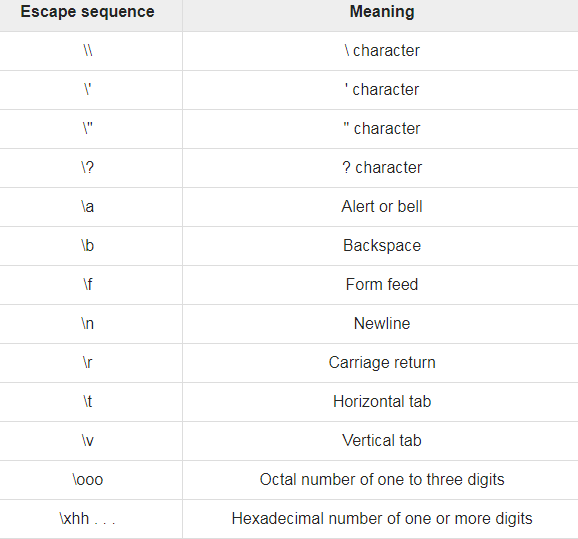 Escape sequence Meaning
\\ \ character
\' ' character
\" " character
\? ? character
\a Alert or bell
\b Backspace
\f Form feed
\n Newline
\r Carriage return
\t Horizontal tab
\v Vertical tab
\ooo Octal number of one to three digits
\xhh . . . Hexadecimal number of one or more digits